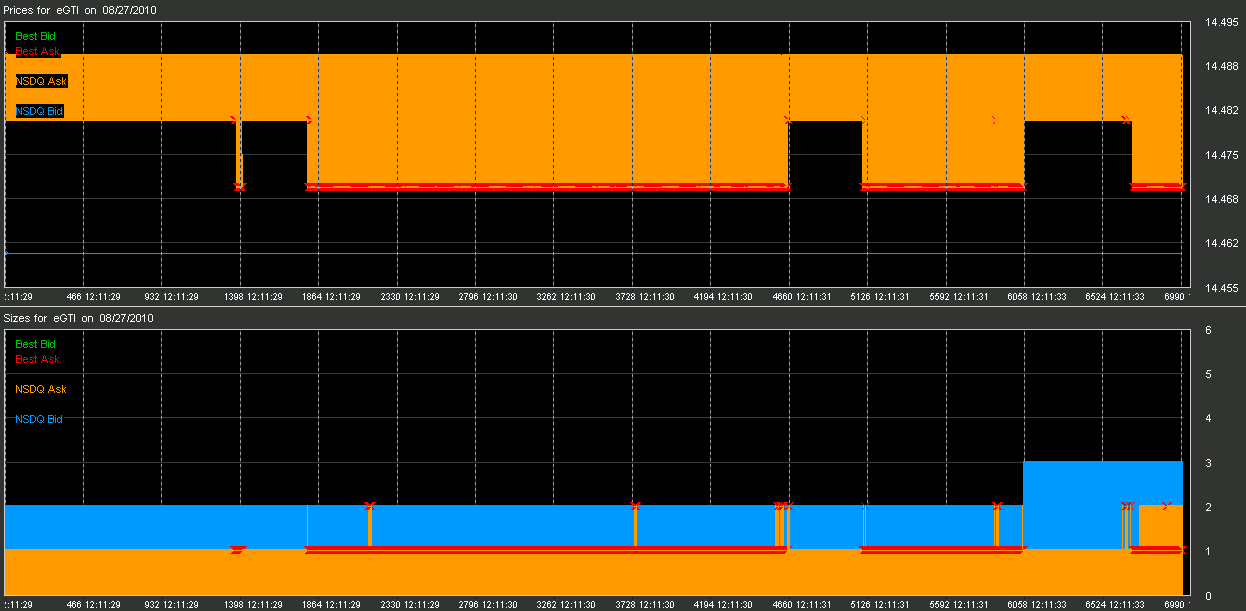 Prices for eGTI on 08/27/2010
14.495
Best Bid
Best Ask
14.488
NSDQ Ask
NSDQ Bid
14.482
14.475
14.468
14.462
14.455
::11:29 466 12:11:29 932 12:11:29 1398 12:11:29 1864 12:11:29 2330 12:11:29 2796 12:11:30 3262 12:11:30 3728 12:11:30 4194 12:11:30 4660 12:11:31 5126 12:11:31 5592 12:11:31 6058 12:11:33 6524 12:11:33 6990
Sizes for eGTI on 08/27/2010
6
Best Bid
Best Ask
5
NSDQ Ask
NSDQ Bid
4
3
2
1
0
::11:29 466 12:11:29 932 12:11:29 1398 12:11:29 1864 12:11:29 2330 12:11:29 2796 12:11:30 3262 12:11:30 3728 12:11:30 4194 12:11:30 4660 12:11:31 5126 12:11:31 5592 12:11:31 6058 12:11:33 6524 12:11:33 6990